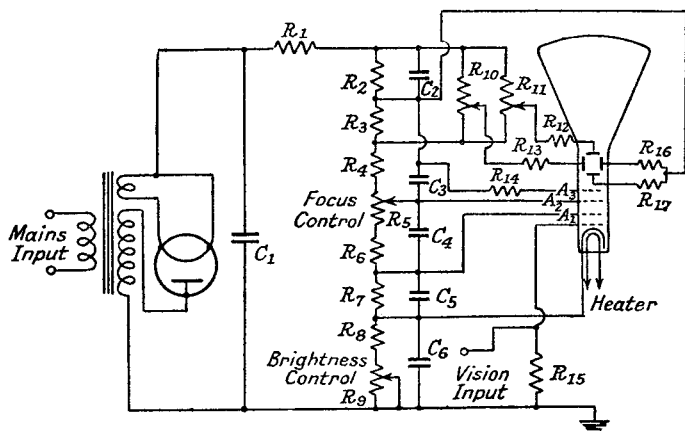 R1
R2
C2
R10
R11
R3
R12
R13
R16
R4
C3
R14
A3
R17
Focus
Control
R5
A2
A1
Mains
Input
C1
C4
R6
R7
C5
Heater
R8
C6
Brightness
Control
R9
Vision
Input
R15